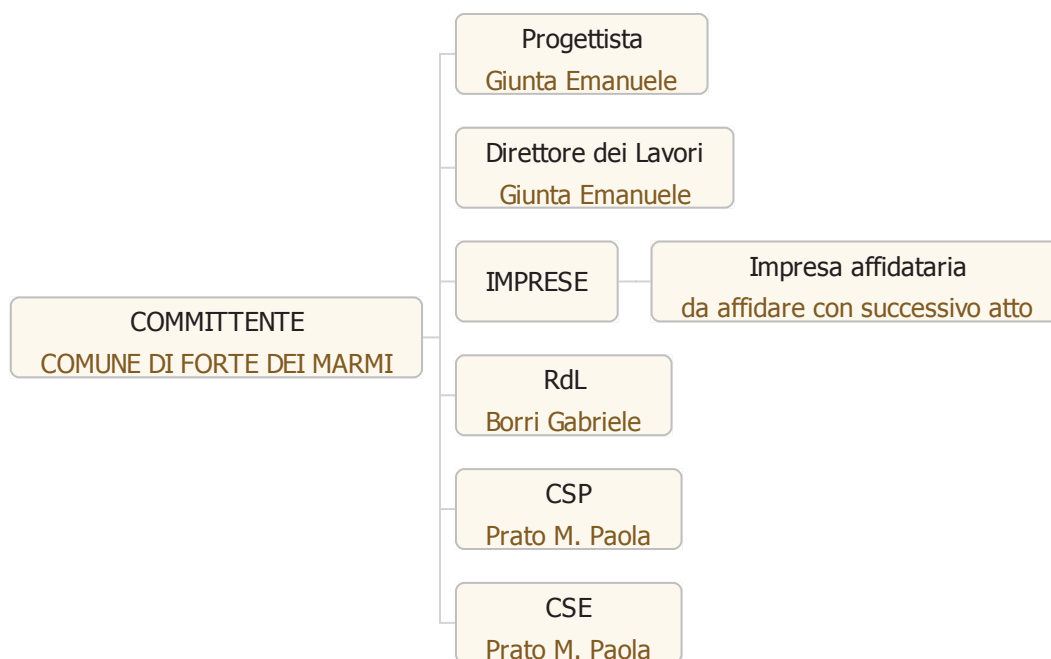 Progettista
Giunta Emanuele
Direttore dei Lavori
Giunta Emanuele
IMPRESE
Impresa affidataria
da affidare con successivo atto
COMMITTENTE
COMUNE DI FORTE DEI MARMI
RdL
Borri Gabriele
CSP
Prato M. Paola
CSE
Prato M. Paola